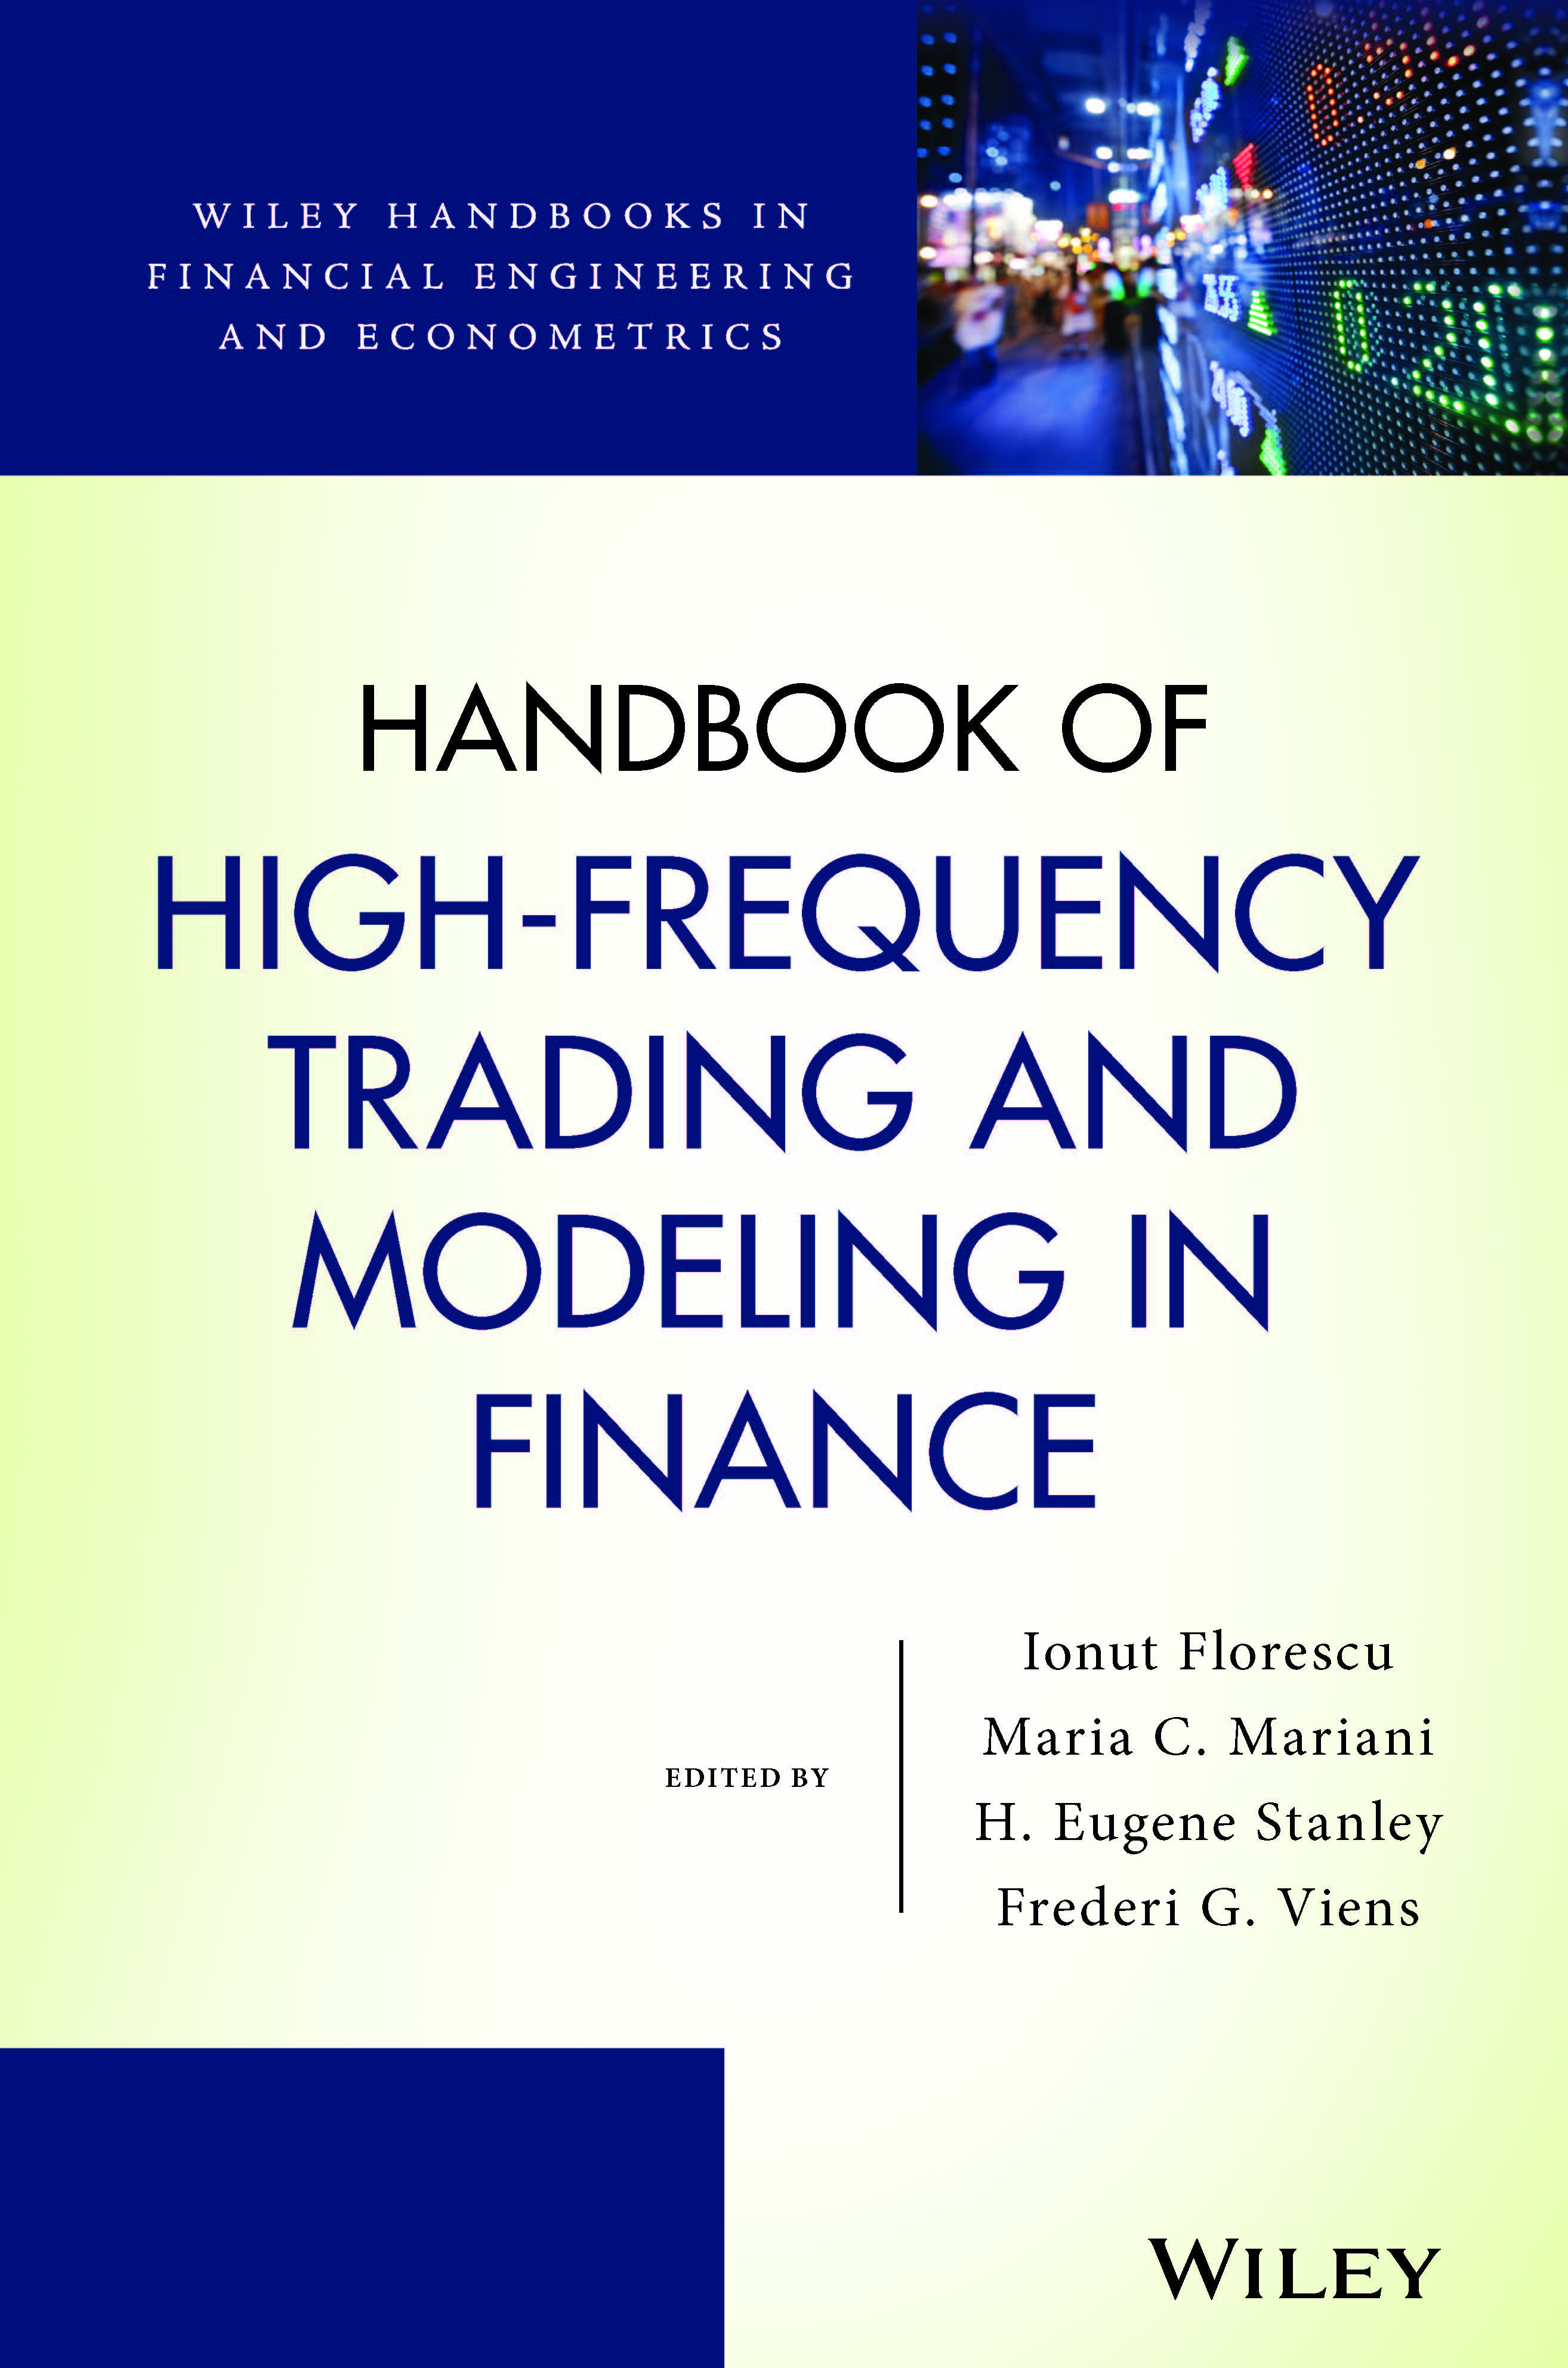 WILEY HANDBOOKS IN
FINANCIAL ENGINEERING
AND ECONOMETRICS
HANDBOOK OF
HIGH-FREQUENCY
TRADING AND
MODELING IN
FINANCE
EDITED BY
Ionut Florescu
Maria C. Mariani
H. Eugene Stanley
Frederi G. Viens
WILEY